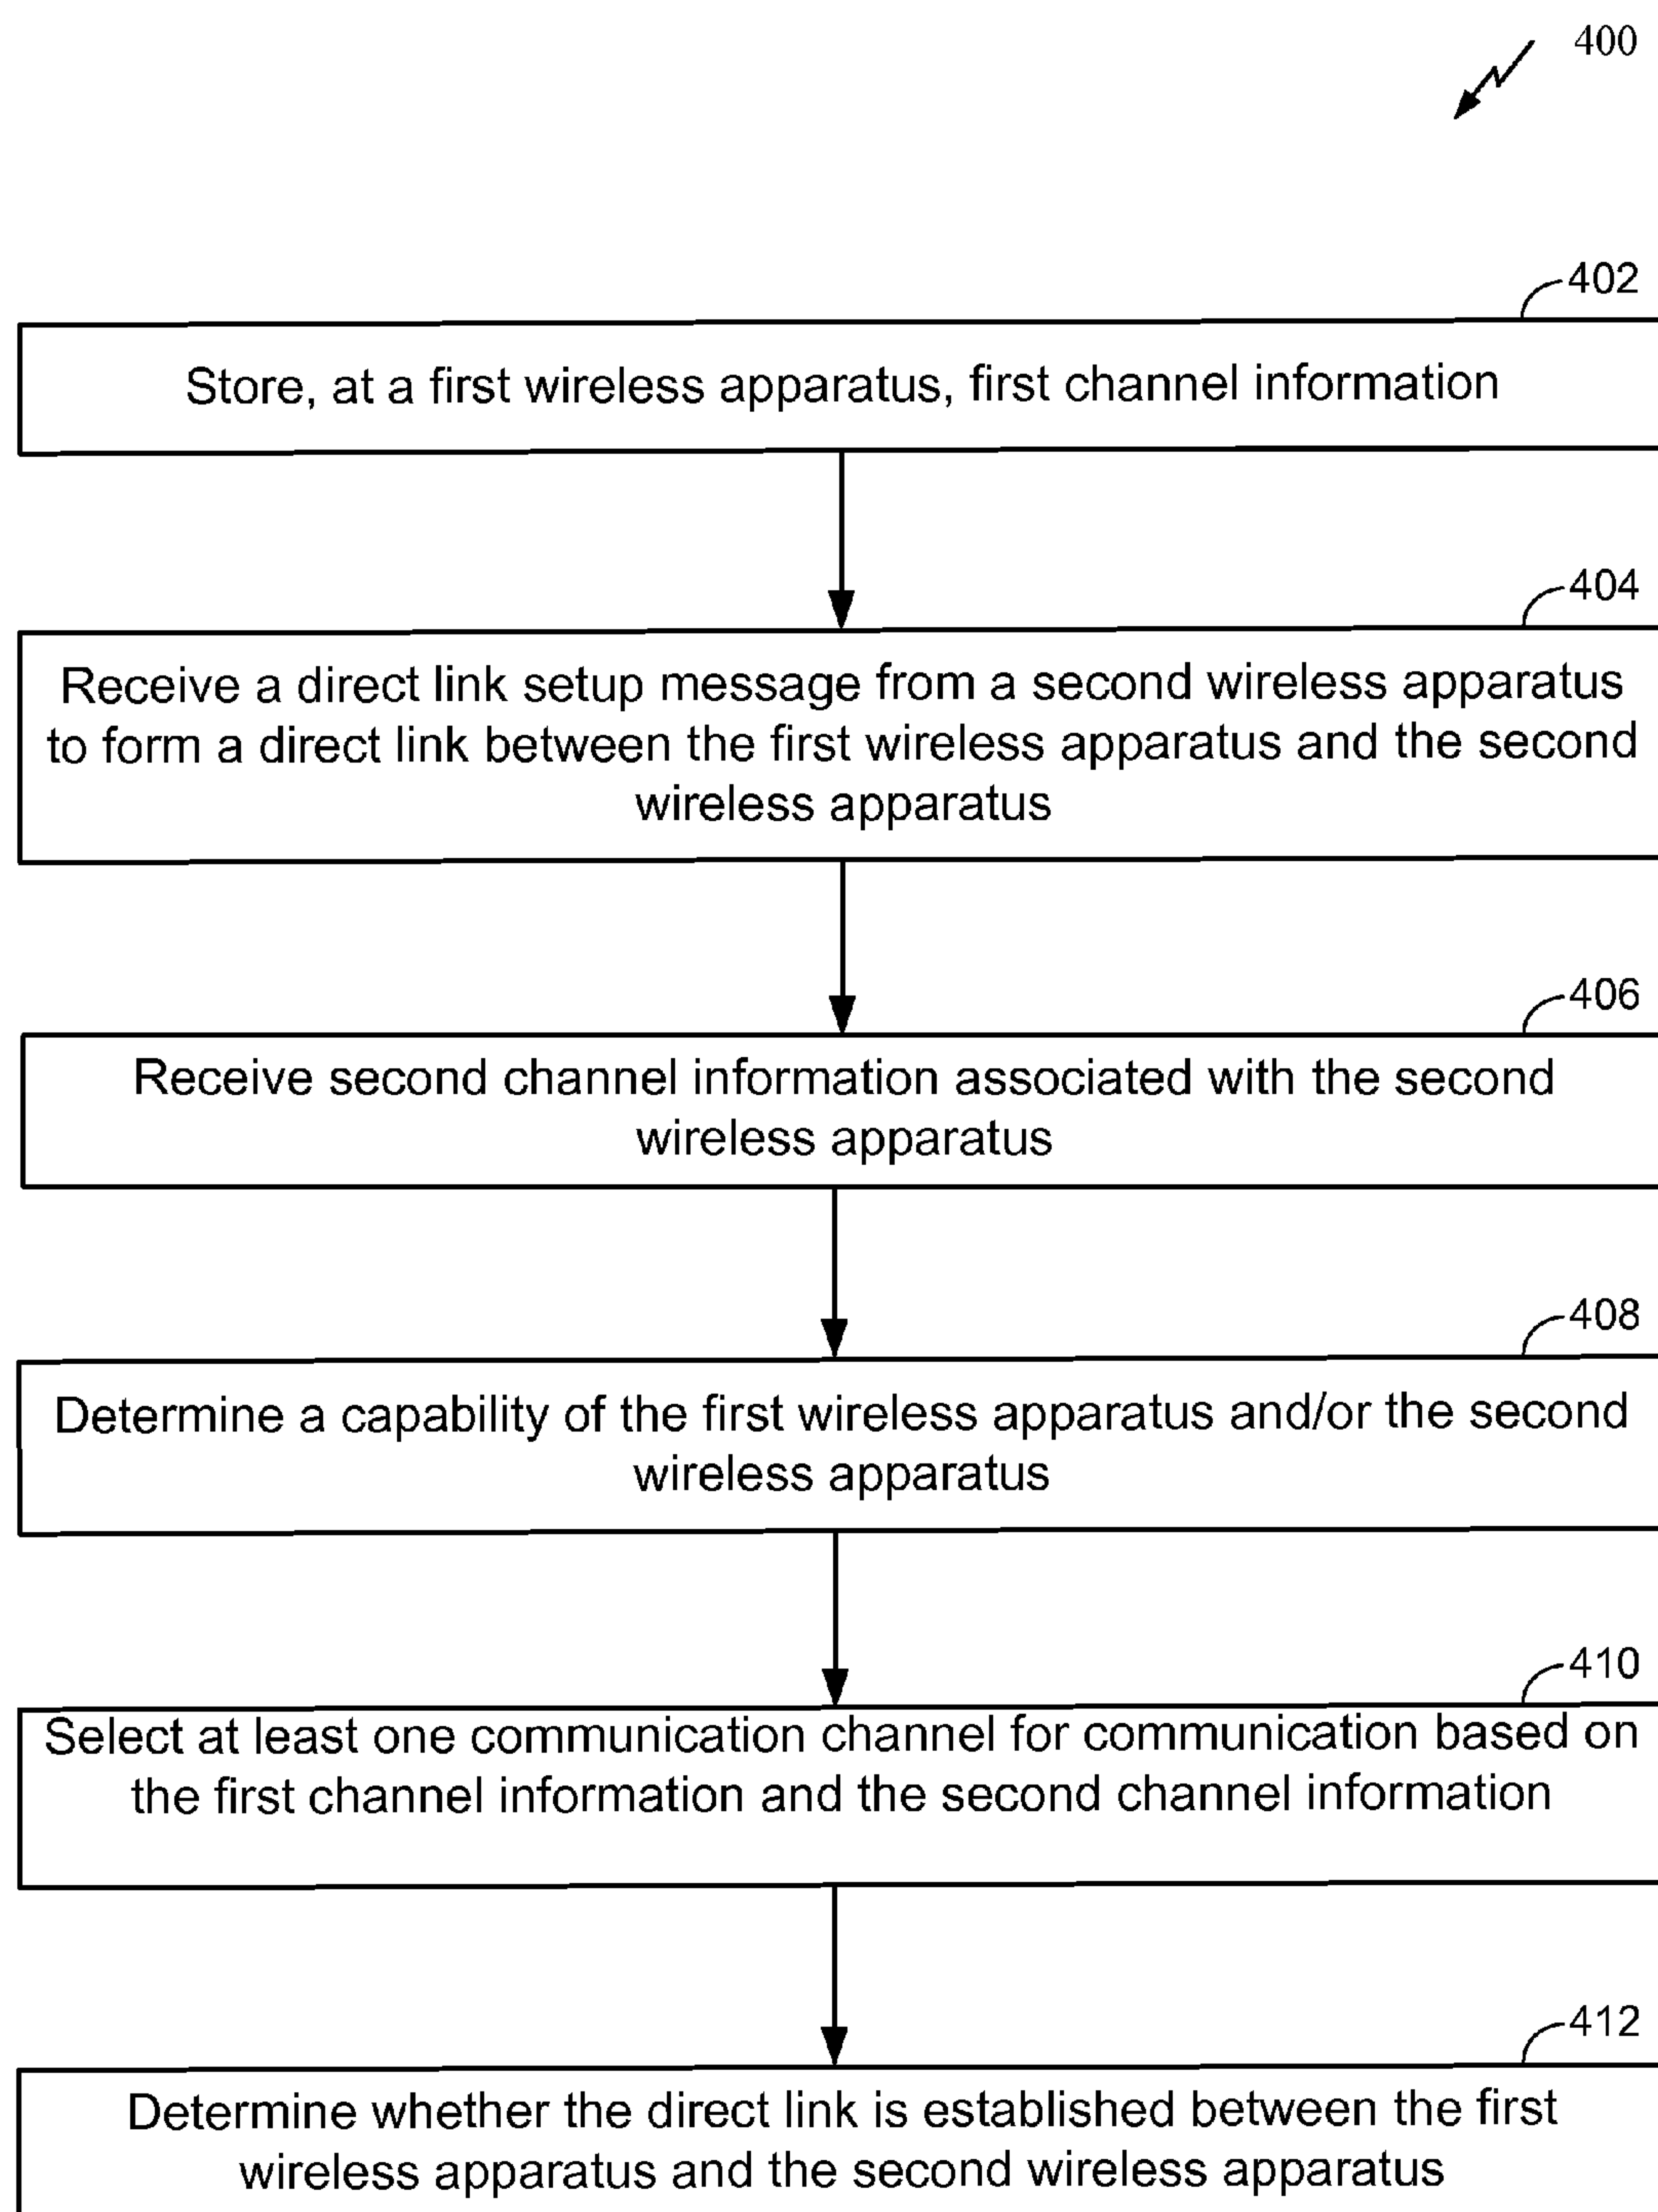 400
402
Store, at a first wireless apparatus, first channel information
404
Receive a direct link setup message from a second wireless apparatus
to form a direct link between the first wireless apparatus and the second
wireless apparatus
406
Receive second channel information associated with the second
wireless apparatus
408
Determine a capability of the first wireless apparatus and/or the second
wireless apparatus
410
Select at least one communication channel for communication based on
the first channel information and the second channel information
412
Determine whether the direct link is established between the first
wireless apparatus and the second wireless apparatus